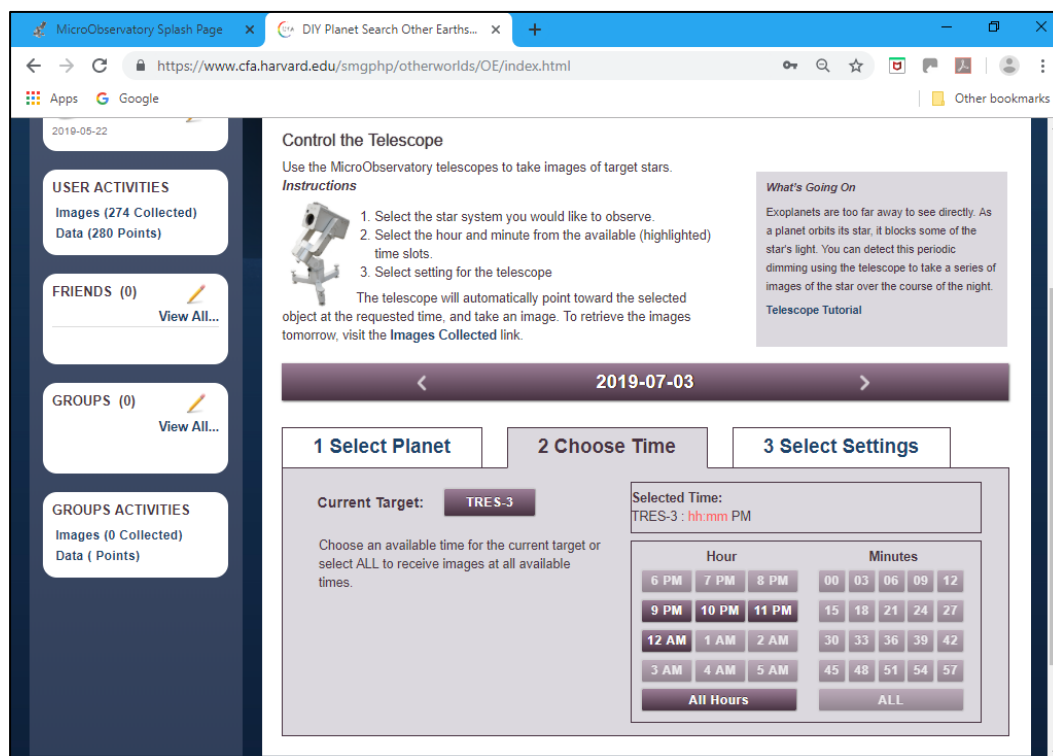 MicroObservatory Splash Page
DIY Planet Search Other Earths...
https://www.cfa.harvard.edu/smgphp/otherworlds/OE/index.html
Apps Google Other bookmarks
2019-05-22
USER ACTIVITIES
Images (274 Collected)
Data (280 Points)
FRIENDS (0)
View All...
GROUPS (0)
View All...
GROUPS ACTIVITIES
Images (0 Collected)
Data ( Points)
Control the Telescope
Use the MicroObservatory telescopes to take images of target stars.
Instructions
1. Select the star system you would like to observe.
2. Select the hour and minute from the available (highlighted)
time slots.
3. Select setting for the telescope
The telescope will automatically point toward the selected
object at the requested time, and take an image. To retrieve the images
tomorrow, visit the Images Collected link.
What's Going On
Exoplanets are too far away to see directly. As
a planet orbits its star, it blocks some of the
star's light. You can detect this periodic
dimming using the telescope to take a series of
images of the star over the course of the night.
Telescope Tutorial
2019-07-03
1 Select Planet 2 Choose Time 3 Select Settings
Current Target: TRES-3
Choose an available time for the current target or
select ALL to receive images at all available
times.
Selected Time:
TRES-3 : hh:mm PM
Hour Minutes
6 PM 7 PM 8 PM 00 03 06 09 12
9 PM 10 PM 11 PM 15 18 21 24 27
12 AM 1 AM 2 AM 30 33 36 39 42
3 AM 4 AM 5 AM 45 48 51 54 57
All Hours ALL